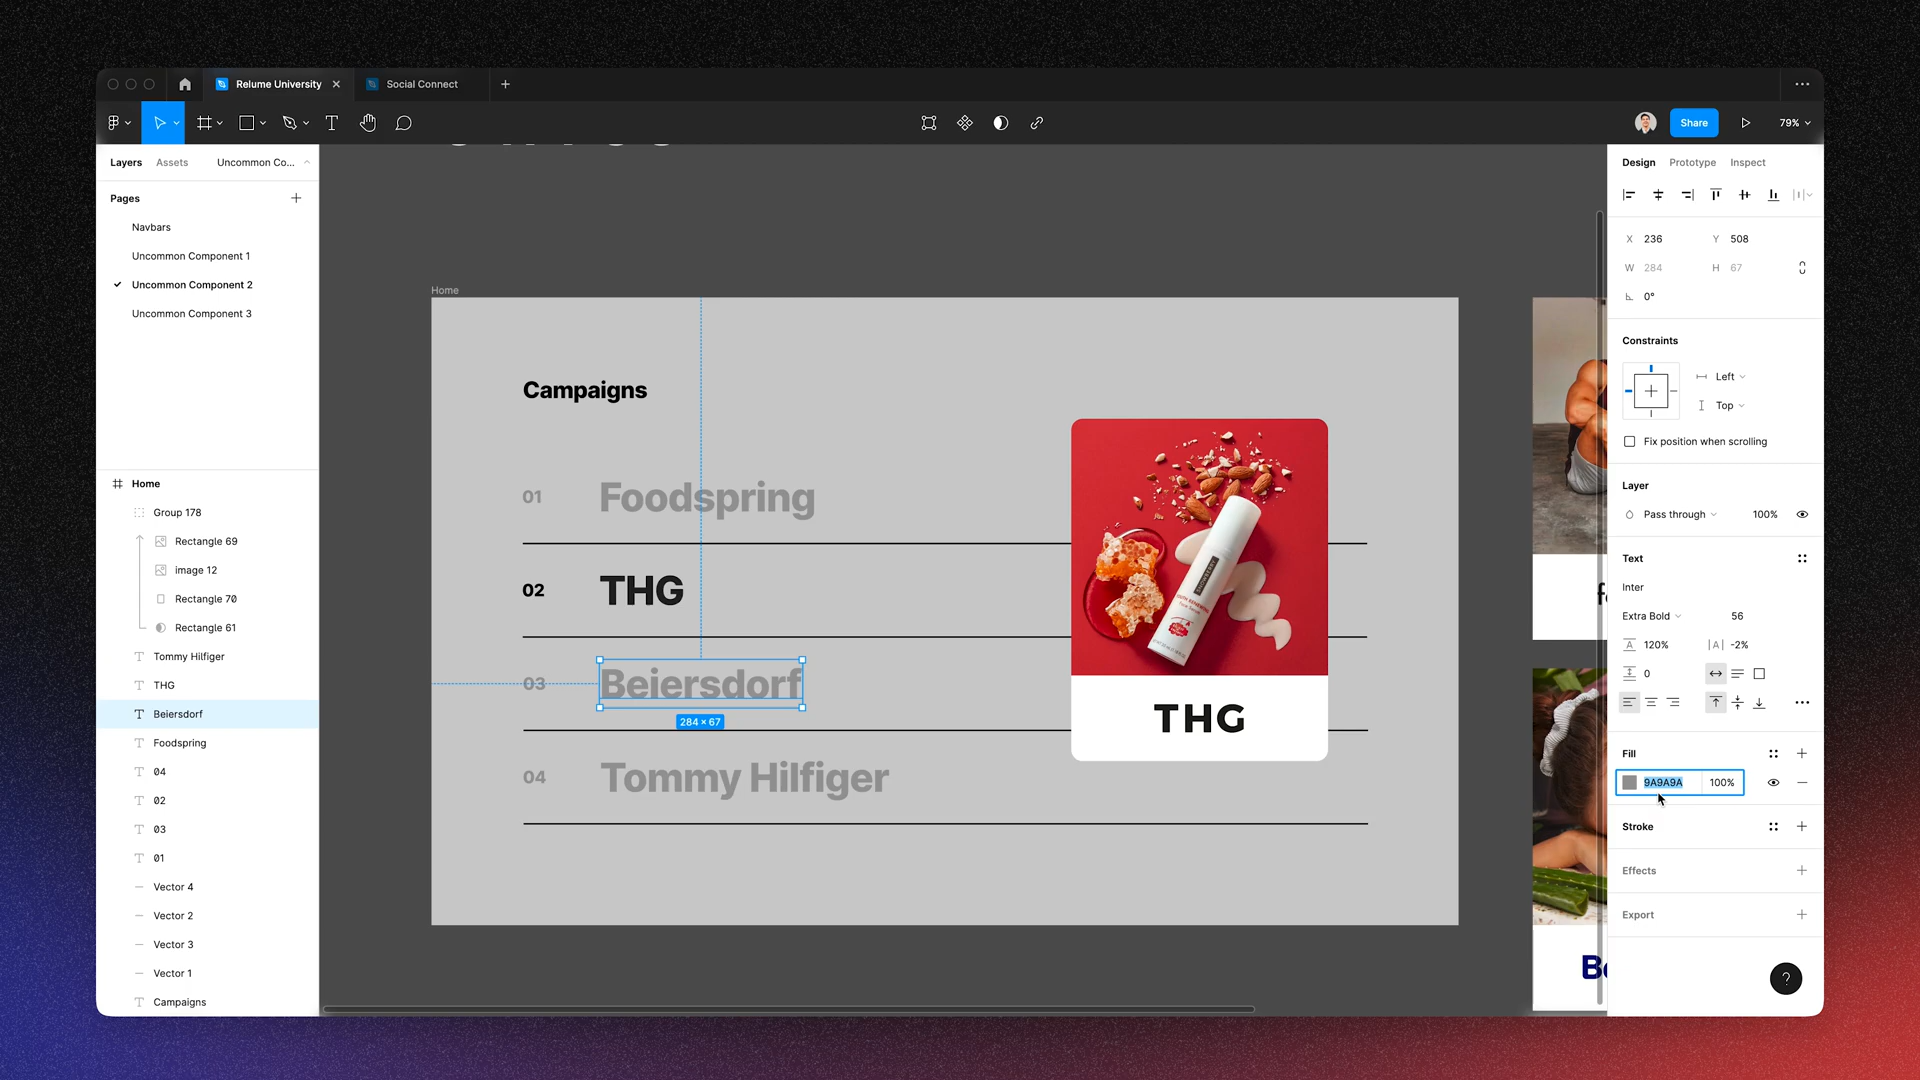 Relume University
Social Connect
Share
79%
Layers
Assets
Uncommon Co...
Pages
Navbars
Uncommon Component 1
Uncommon Component 2
Uncommon Component 3
Home
Group 178
Rectangle 69
image 12
Rectangle 70
Rectangle 61
Tommy Hilfiger
THG
Beiersdorf
Foodspring
04
02
03
01
Vector 4
Vector 2
Vector 3
Vector 1
Campaigns
Home
Campaigns
01 Foodspring
02 THG
03 Beiersdorf
284 × 67
04 Tommy Hilfiger
THG
Design
Prototype
Inspect
X 236 Y 508
W 284 H 67
0°
Constraints
Left
Top
Fix position when scrolling
Layer
Pass through 100%
Text
Inter
Extra Bold 56
120% |A| -2%
0
Fill
9A9A9A 100%
Stroke
Effects
Export
?